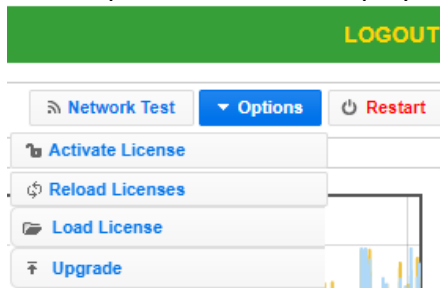 LOGOUT
Network Test Options Restart
Activate License
Reload Licenses
Load License
Upgrade